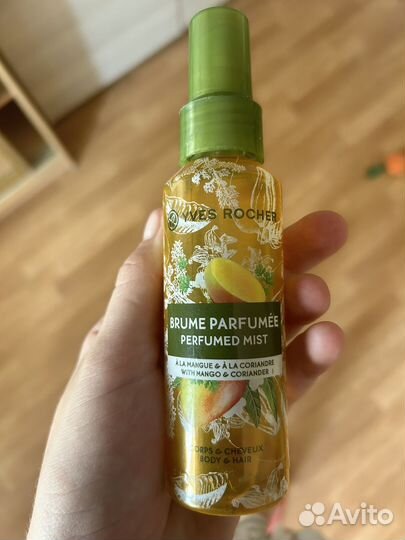 YVES ROCHER
BRUME PARFUMÉE
PERFUMED MIST
À LA MANGUE & À LA CORIANDRE
WITH MANGO & CORIANDER
CORPS & CHEVEUX
BODY & HAIR
Avito